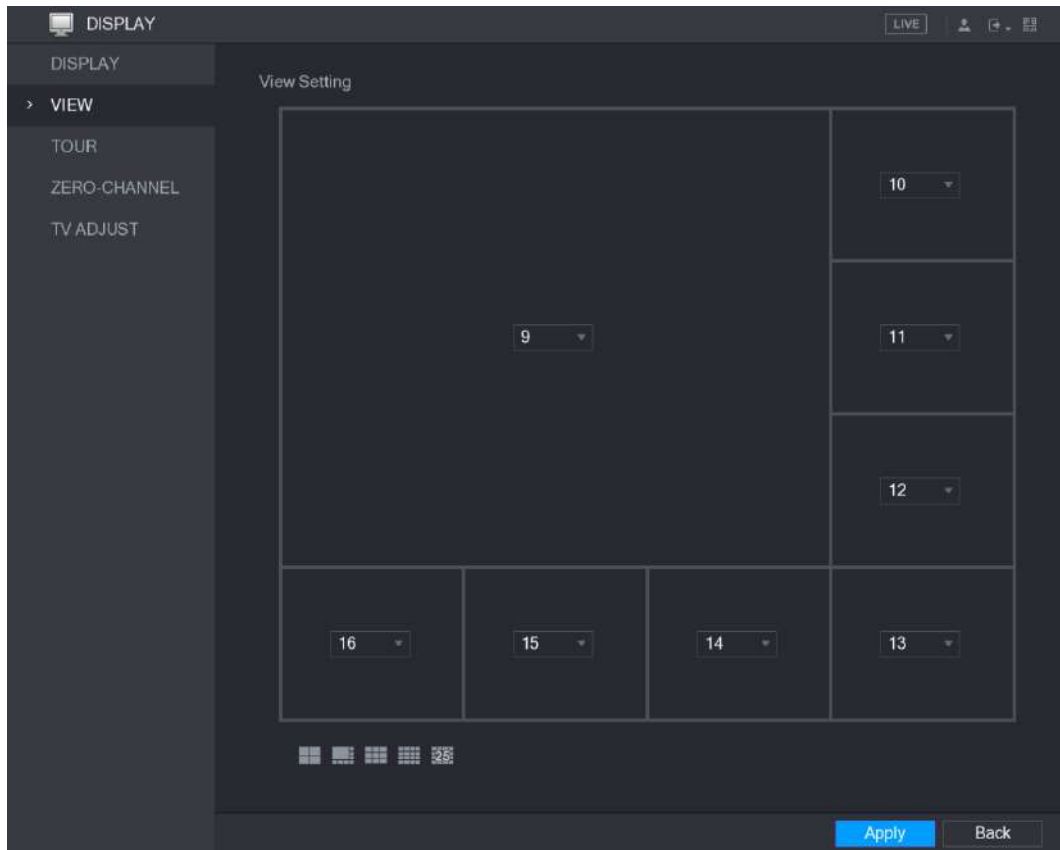 DISPLAY
LIVE
DISPLAY
VIEW
TOUR
ZERO-CHANNEL
TV ADJUST
View Setting
10
9
11
12
16
15
14
13
25
Apply
Back